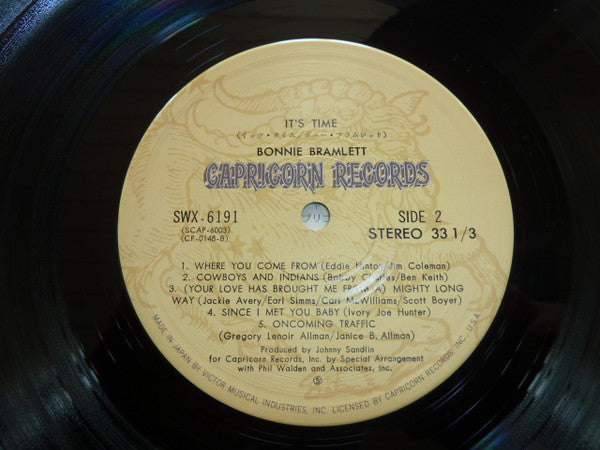 IT'S TIME
(イッツ・タイム/ボニー・ブラムレット)
BONNIE BRAMLETT
CAPRICORN RECORDS
SWX-6191
(SCAP-6003)
(CP-0148-B)
SIDE 2
STEREO 33 1/3
1. WHERE YOU COME FROM (Eddie Hinton/Jim Coleman)
2. COWBOYS AND INDIANS (Bobby Charles/Ben Keith)
3. (YOUR LOVE HAS BROUGHT ME FROM A) MIGHTY LONG
WAY (Jackie Avery/Earl Simms/Carl McWilliams/Scott Boyer)
4. SINCE I MET YOU BABY (Ivory Joe Hunter)
5. ONCOMING TRAFFIC
(Gregory Lenoir Allman/Janice B. Allman)
Produced by Johnny Sandlin
for Capricorn Records, Inc. by Special Arrangement
with Phil Walden and Associates, Inc.
S
MADE IN JAPAN BY VICTOR MUSICAL INDUSTRIES, INC. LICENSED BY CAPRICORN RECORDS INC., U.S.A.